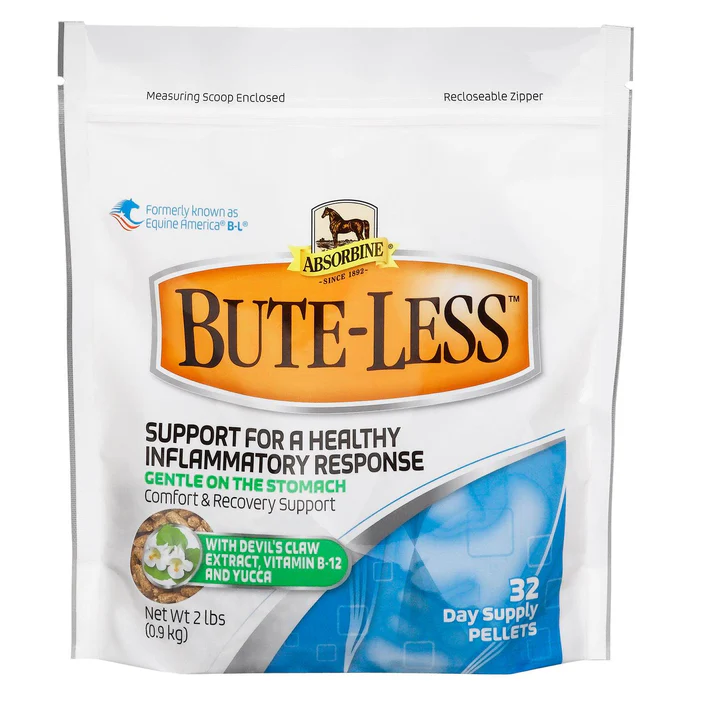 Measuring Scoop Enclosed
Recloseable Zipper
Formerly known as
Equine America® B-L®
ABSORBINE®
-SINCE 1892-
BUTE-LESS™
SUPPORT FOR A HEALTHY
INFLAMMATORY RESPONSE
GENTLE ON THE STOMACH
Comfort & Recovery Support
WITH DEVIL'S CLAW
EXTRACT, VITAMIN B-12
AND YUCCA
Net Wt 2 lbs
(0.9 kg)
32
Day Supply
PELLETS